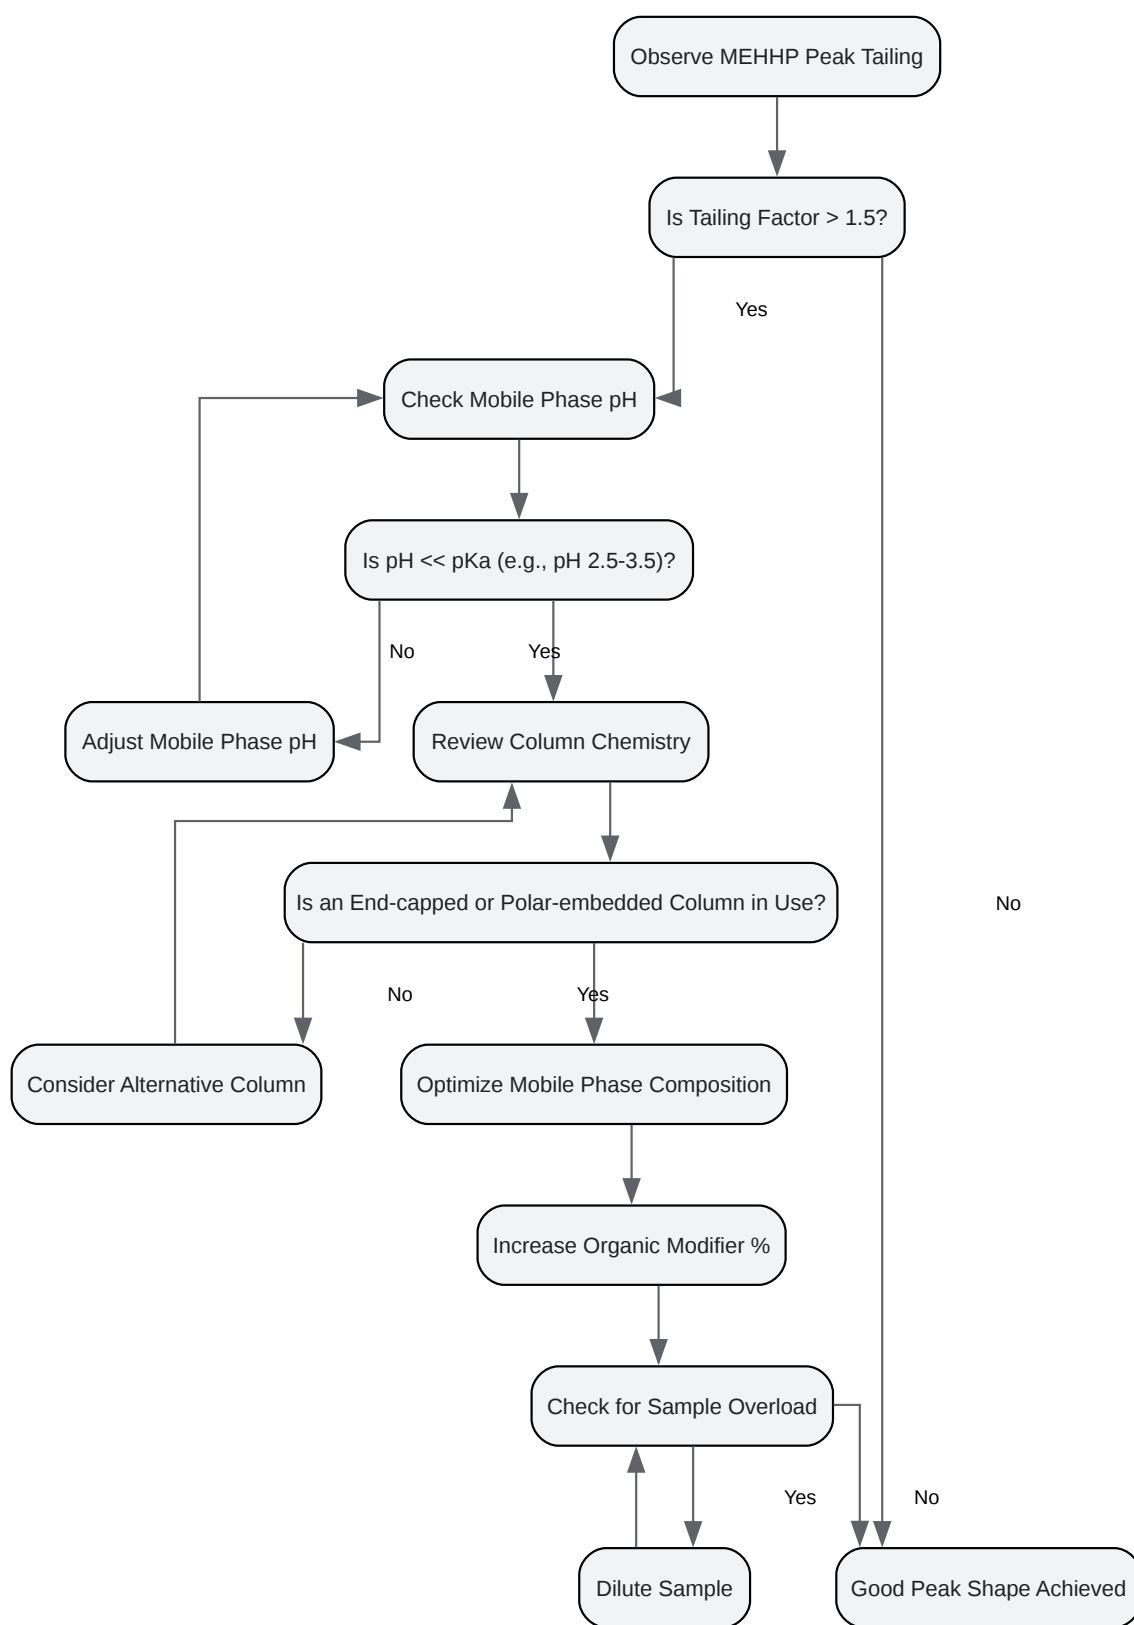 Observe MEHHP Peak Tailing
Is Tailing Factor > 1.5?
Yes
Check Mobile Phase pH
Is pH << pKa (e.g., pH 2.5-3.5)?
No
Yes
Adjust Mobile Phase pH
Review Column Chemistry
Is an End-capped or Polar-embedded Column in Use?
No
No
Yes
Consider Alternative Column
Optimize Mobile Phase Composition
Increase Organic Modifier %
Check for Sample Overload
Yes
No
Dilute Sample
Good Peak Shape Achieved